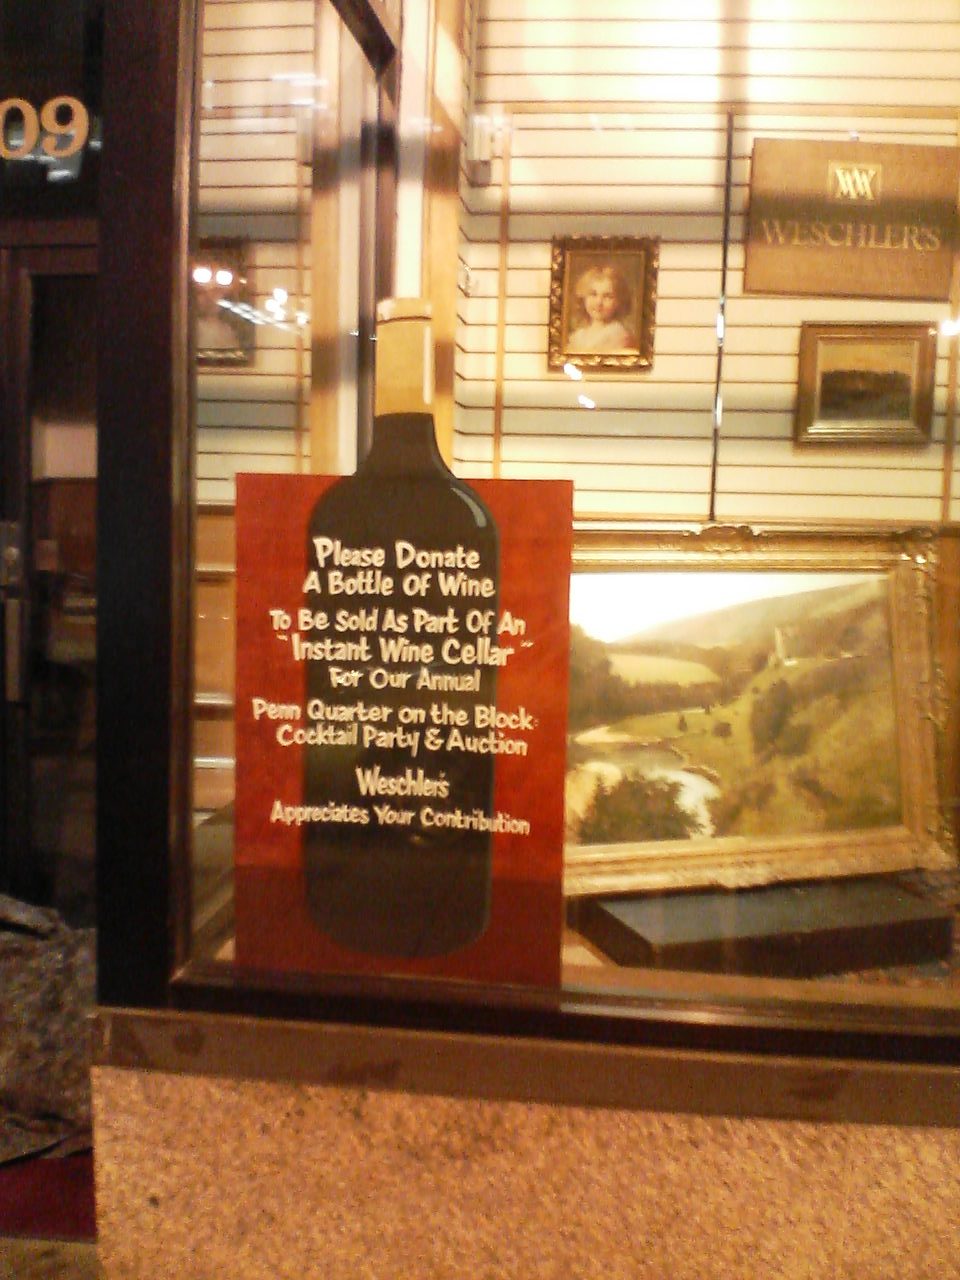 09
W
WESCHLER'S
Please Donate
A Bottle Of Wine
To Be Sold As Part Of An
"Instant Wine Cellar"
For Our Annual
Penn Quarter on the Block
Cocktail Party & Auction
Weschler's
Appreciates Your Contribution